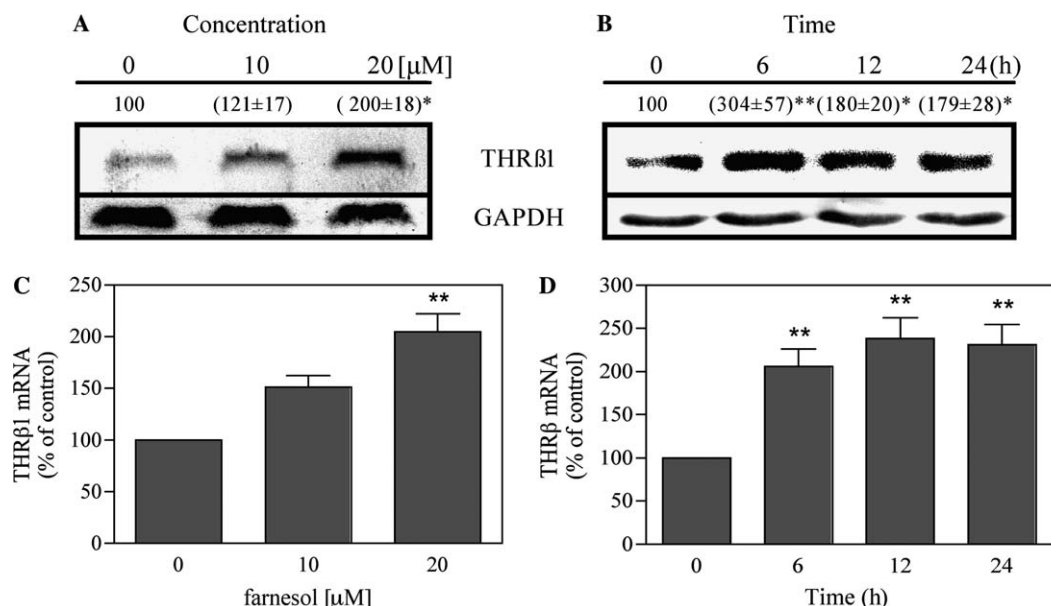 A Concentration
0 10 20 [μM]
100 (121±17) (200±18)*
THRß1
GAPDH
B Time
0 6 12 24 (h)
100 (304±57)** (180±20)* (179±28)*
C
THRβ1 mRNA
(% of control)
250
200
150
100
50
0
**
0 10 20
farnesol [μM]
D
THRβ mRNA
(% of control)
300
250
200
150
100
50
0
** ** **
0 6 12 24
Time (h)